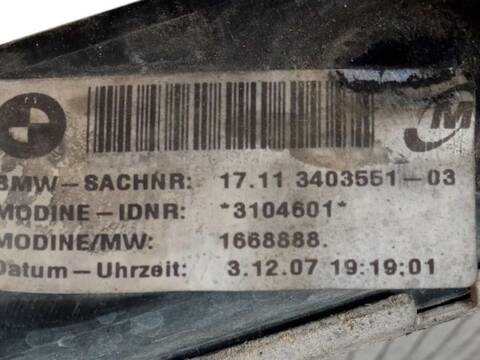 BMW-SACHNR: 17.11 3403551-03
MODINE-IDNR: *3104601*
MODINE/MW: 1668888.
Datum-Uhrzeit: 3.12.07 19:19:01